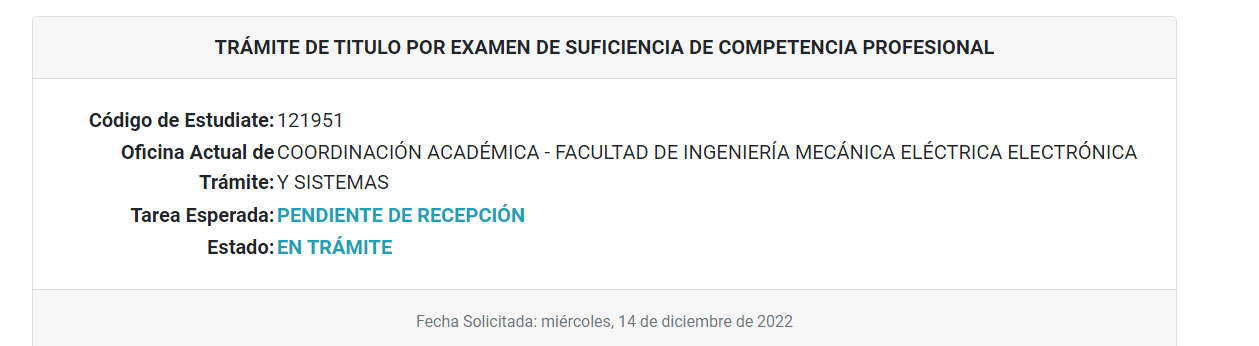 TRÁMITE DE TITULO POR EXAMEN DE SUFICIENCIA DE COMPETENCIA PROFESIONAL
Código de Estudiate: 121951
Oficina Actual de COORDINACIÓN ACADÉMICA - FACULTAD DE INGENIERÍA MECÁNICA ELÉCTRICA ELECTRÓNICA
Trámite: Y SISTEMAS
Tarea Esperada: PENDIENTE DE RECEPCIÓN
Estado: EN TRÁMITE
Fecha Solicitada: miércoles, 14 de diciembre de 2022